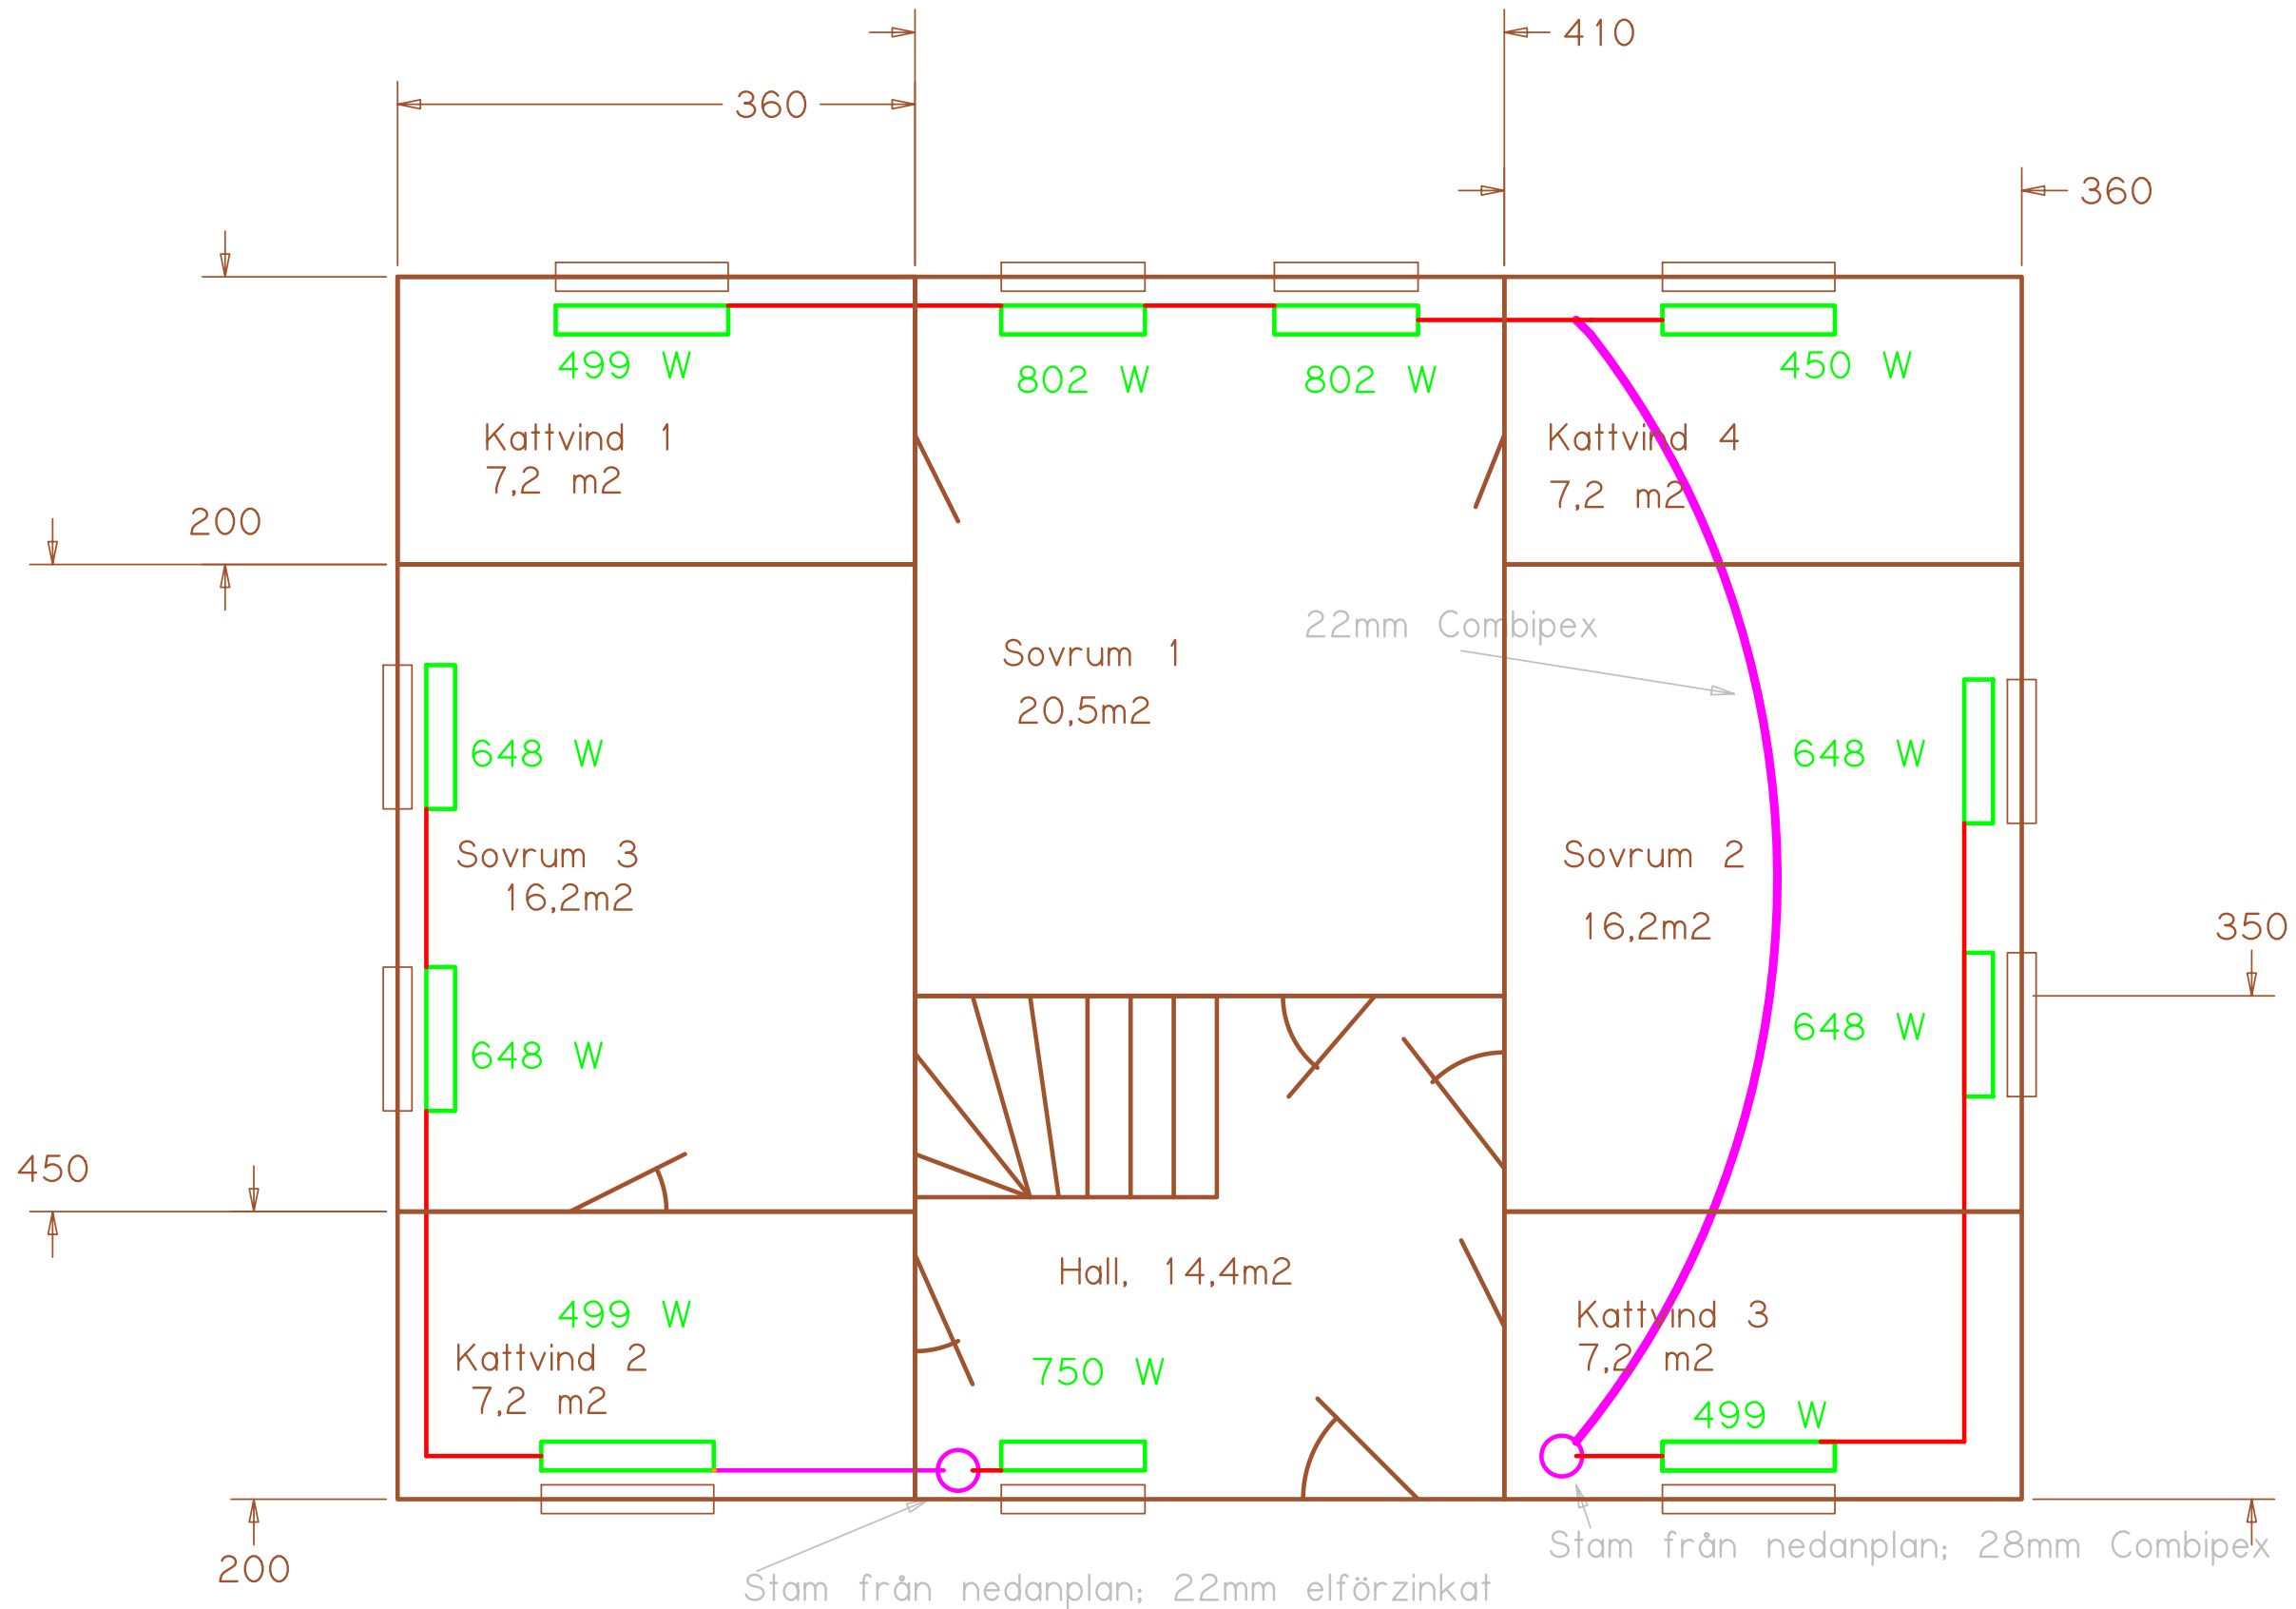 410
360
360
499 W
802 W
802 W
450 W
Kattvind 1
7,2 m2
Kattvind 4
7,2 m2
200
22mm Combipex
Sovrum 1
20,5m2
648 W
648 W
Sovrum 3
16,2m2
Sovrum 2
16,2m2
350
648 W
648 W
450
Hall, 14,4m2
499 W
Kattvind 2
7,2 m2
Kattvind 3
7,2 m2
750 W
499 W
Stam från nedanplan; 28mm Combipex
200
Stam från nedanplan; 22mm elförzinkat